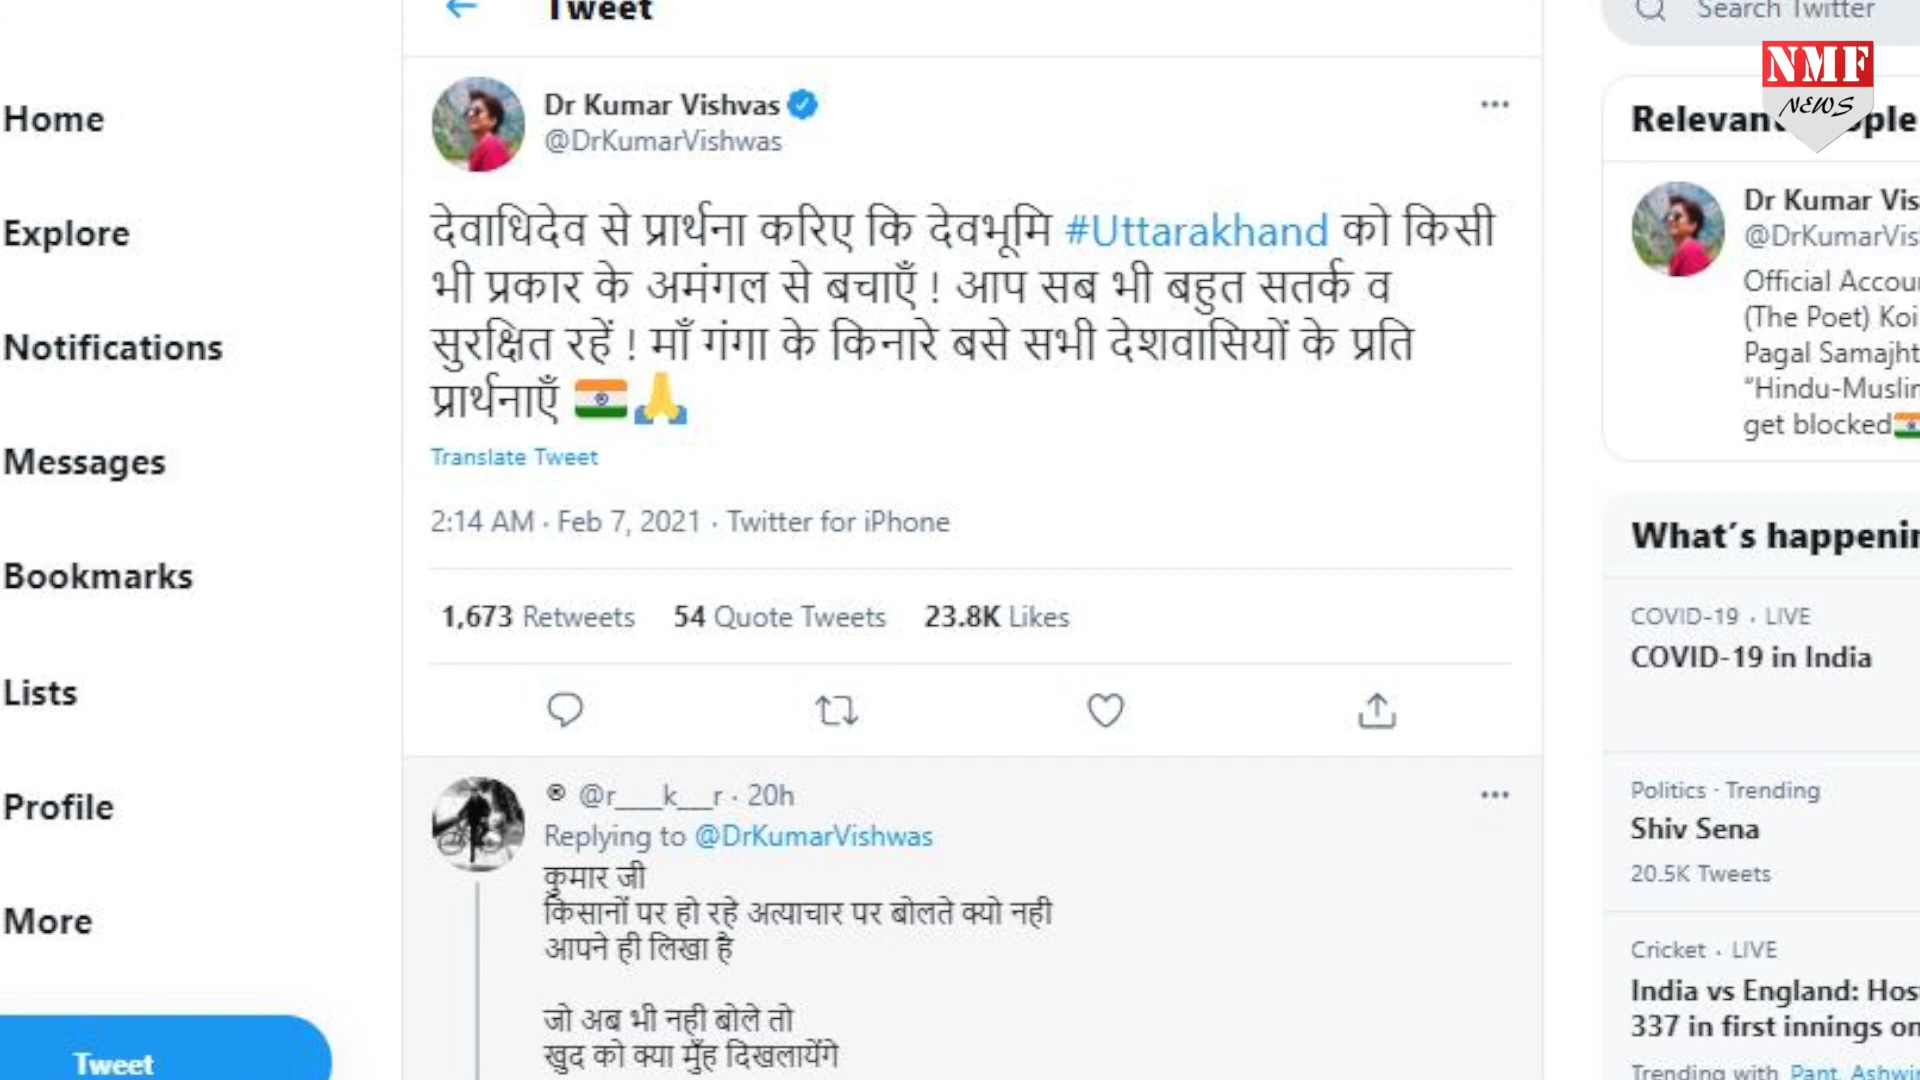 Tweet
Search Twitter
NMF
NEWS
Home
Explore
Notifications
Messages
Bookmarks
Lists
Profile
More
Tweet
Dr Kumar Vishvas
@DrKumarVishwas
देवाधिदेव से प्रार्थना करिए कि देवभूमि #Uttarakhand को किसी
भी प्रकार के अमंगल से बचाएँ ! आप सब भी बहुत सतर्क व
सुरक्षित रहें ! माँ गंगा के किनारे बसे सभी देशवासियों के प्रति
प्रार्थनाएँ 🇮🇳🙏
Translate Tweet
2:14 AM · Feb 7, 2021 · Twitter for iPhone
1,673 Retweets 54 Quote Tweets 23.8K Likes
® @r___k__r · 20h
Replying to @DrKumarVishwas
कुमार जी
किसानों पर हो रहे अत्याचार पर बोलते क्यो नही
आपने ही लिखा है
जो अब भी नही बोले तो
खुद को क्या मुँह दिखलायेंगे
Dr Kumar Vis
@DrKumarVis
Official Accou
(The Poet) Koi
Pagal Samajht
“Hindu-Muslin
get blocked🇮🇳
What's happenin
COVID-19 · LIVE
COVID-19 in India
Politics · Trending
Shiv Sena
20.5K Tweets
Cricket · LIVE
India vs England: Hos
337 in first innings on
Trending with Pant, Ashwin